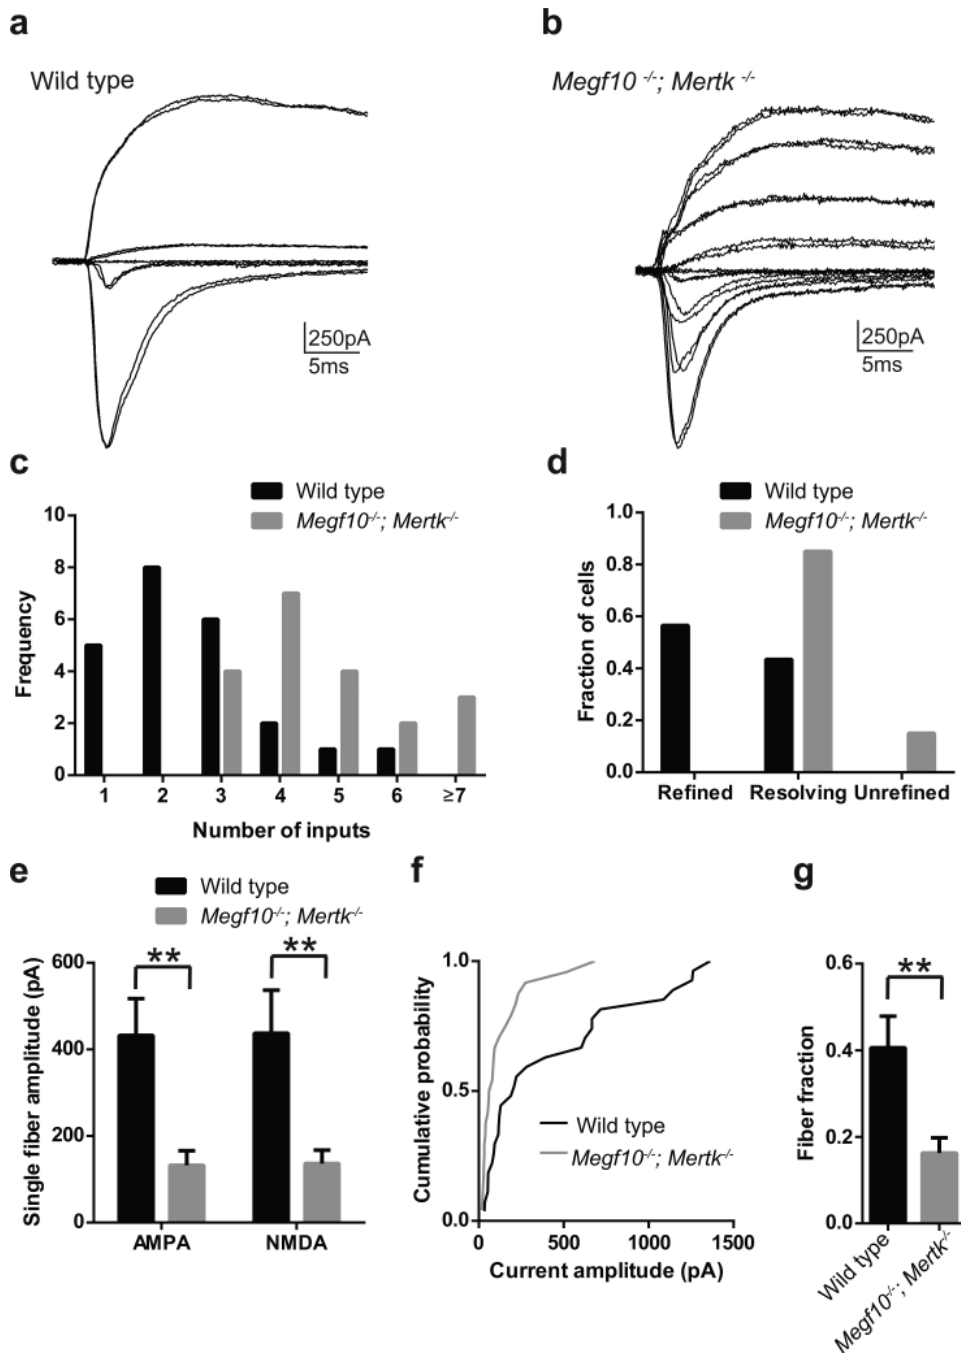 a
b
Wild type
Megf10 -/-; Mertk -/-
250pA
5ms
250pA
5ms
c
d
Wild type
Megf10-/-; Mertk-/-
Wild type
Megf10-/-; Mertk-/-
Frequency
10
8
6
4
2
0
1 2 3 4 5 6 ≥7
Number of inputs
Fraction of cells
1.0
0.8
0.6
0.4
0.2
0.0
Refined Resolving Unrefined
e
f
g
Wild type
Megf10-/-; Mertk-/-
Single fiber amplitude (pA)
600
400
200
0
** **
AMPA NMDA
Cumulative probability
1.0
0.5
0.0
Wild type
Megf10-/-; Mertk-/-
0 500 1000 1500
Current amplitude (pA)
Fiber fraction
0.6
0.4
0.2
0.0
**
Wild type
Megf10-/-; Mertk-/-